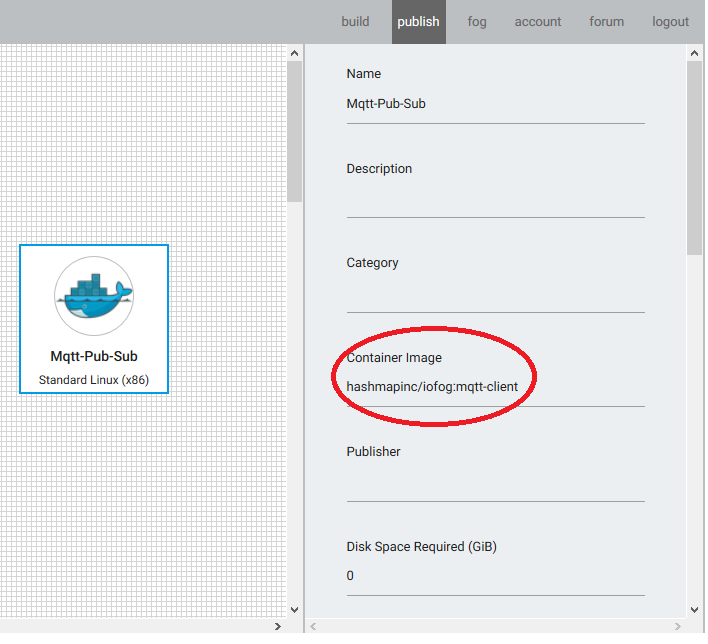 build publish fog account forum logout
Mqtt-Pub-Sub
Standard Linux (x86)
Name
Mqtt-Pub-Sub
Description
Category
Container Image
hashmapinc/iofog:mqtt-client
Publisher
Disk Space Required (GiB)
0